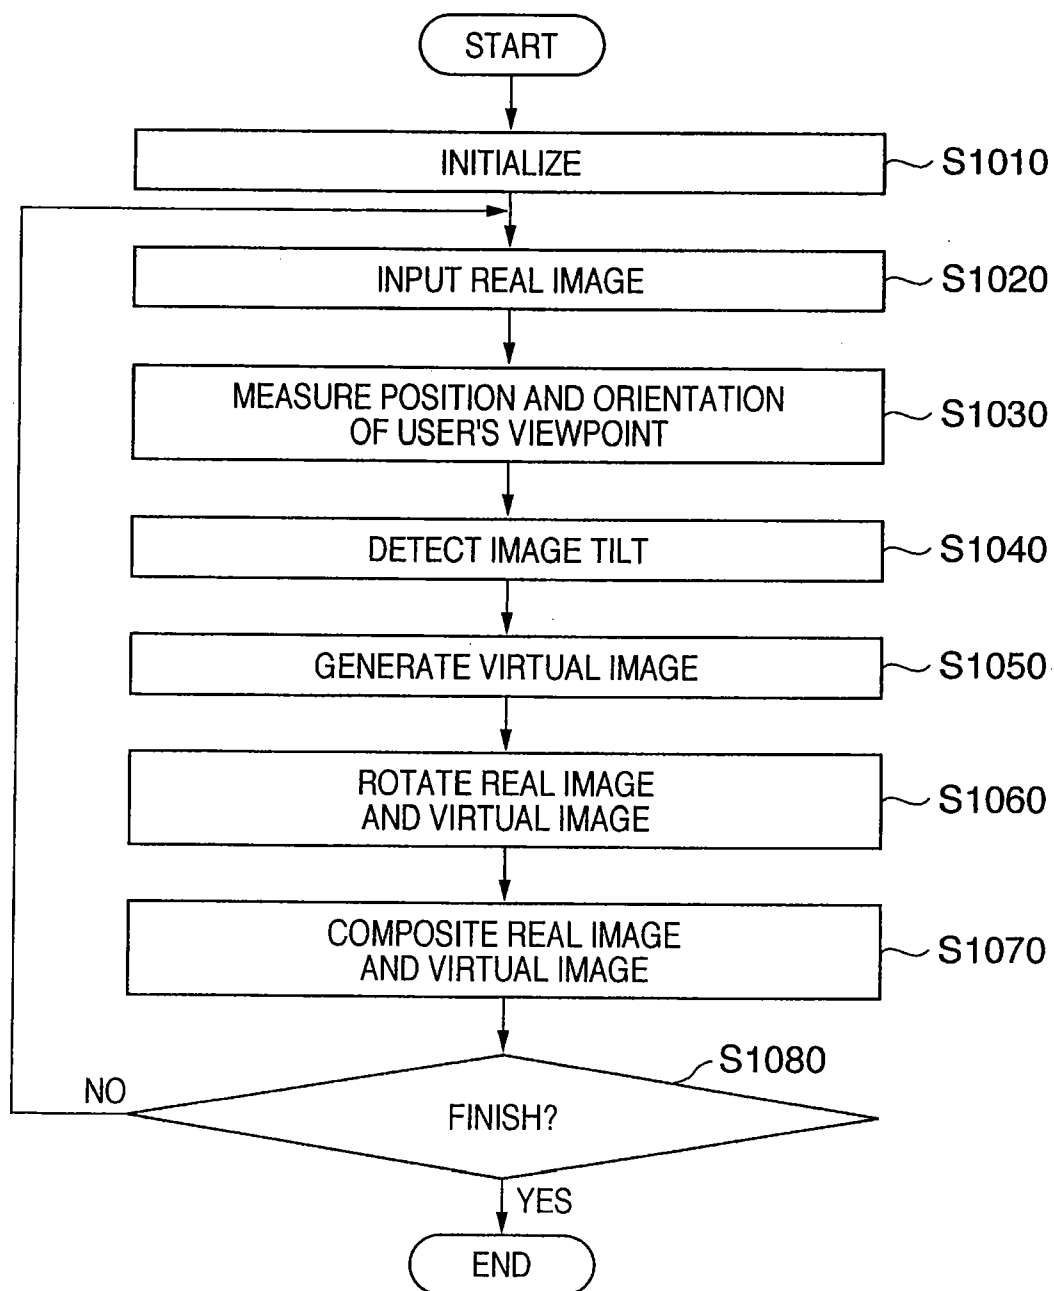 START
INITIALIZE
S1010
INPUT REAL IMAGE
S1020
MEASURE POSITION AND ORIENTATION
OF USER'S VIEWPOINT
S1030
DETECT IMAGE TILT
S1040
GENERATE VIRTUAL IMAGE
S1050
ROTATE REAL IMAGE
AND VIRTUAL IMAGE
S1060
COMPOSITE REAL IMAGE
AND VIRTUAL IMAGE
S1070
S1080
NO
FINISH?
YES
END